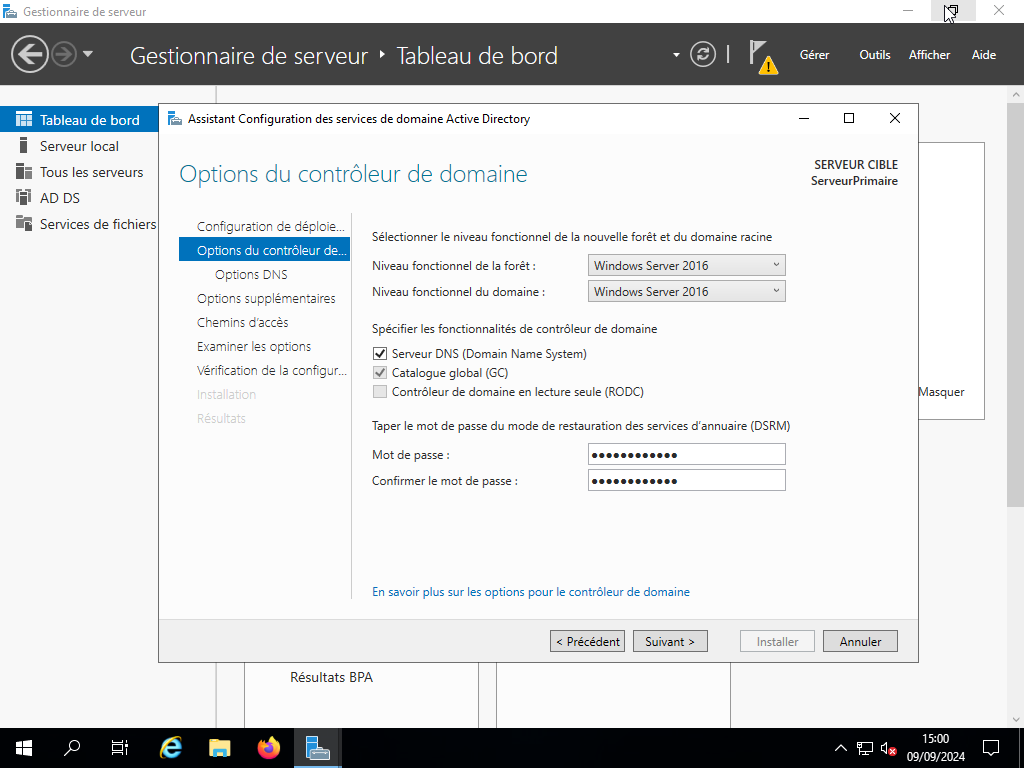 Gestionnaire de serveur
Gestionnaire de serveur ‣ Tableau de bord
Gérer Outils Afficher Aide
Tableau de bord
Serveur local
Tous les serveurs
AD DS
Services de fichiers
Assistant Configuration des services de domaine Active Directory
Options du contrôleur de domaine
SERVEUR CIBLE
ServeurPrimaire
Configuration de déploie...
Options du contrôleur de...
Options DNS
Options supplémentaires
Chemins d'accès
Examiner les options
Vérification de la configur...
Installation
Résultats
Sélectionner le niveau fonctionnel de la nouvelle forêt et du domaine racine
Niveau fonctionnel de la forêt : Windows Server 2016
Niveau fonctionnel du domaine : Windows Server 2016
Spécifier les fonctionnalités de contrôleur de domaine
Serveur DNS (Domain Name System)
Catalogue global (GC)
Contrôleur de domaine en lecture seule (RODC)
Taper le mot de passe du mode de restauration des services d'annuaire (DSRM)
Mot de passe : ●●●●●●●●●●●●
Confirmer le mot de passe : ●●●●●●●●●●●●
En savoir plus sur les options pour le contrôleur de domaine
< Précédent Suivant > Installer Annuler
Masquer
Résultats BPA
15:00
09/09/2024